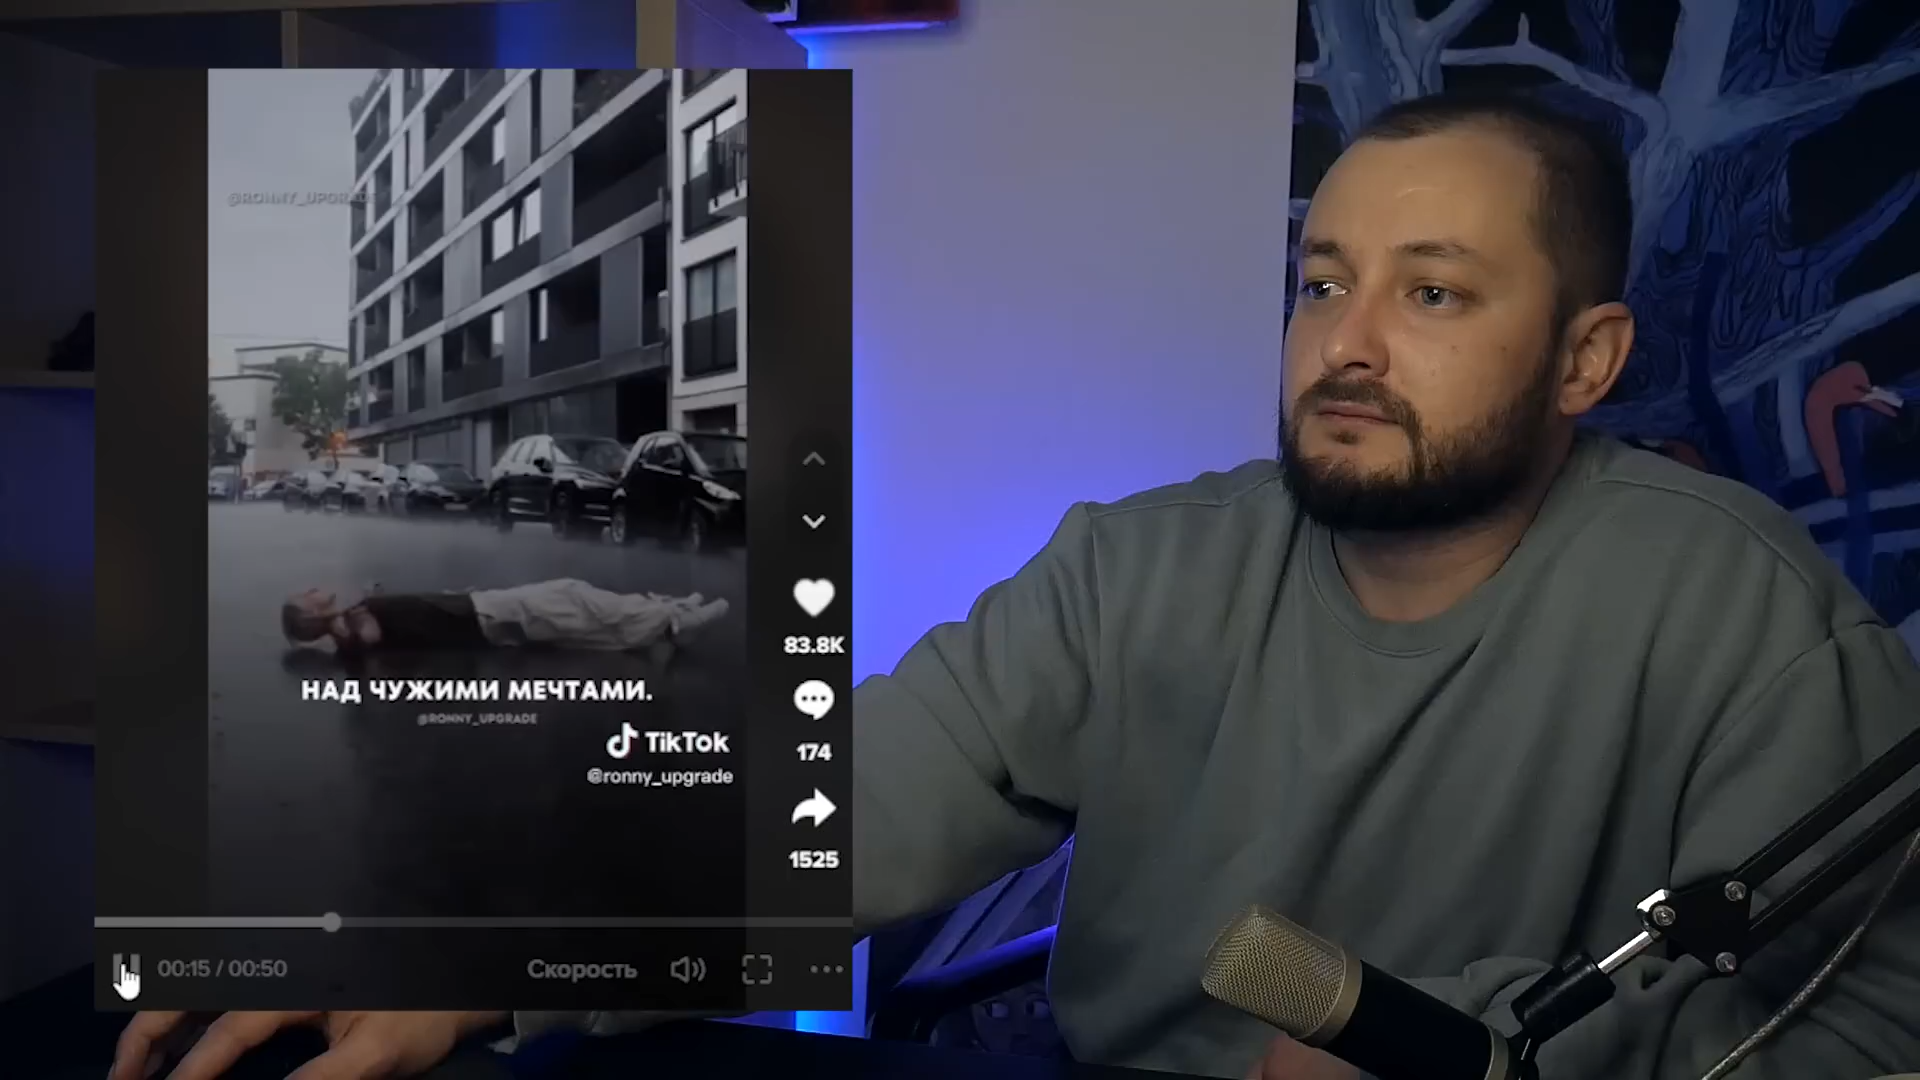 @RONNY_UPGRADE
НАД ЧУЖИМИ МЕЧТАМИ.
@RONNY_UPGRADE
TikTok
@ronny_upgrade
83.8K
174
1525
00:15 / 00:50
Скорость